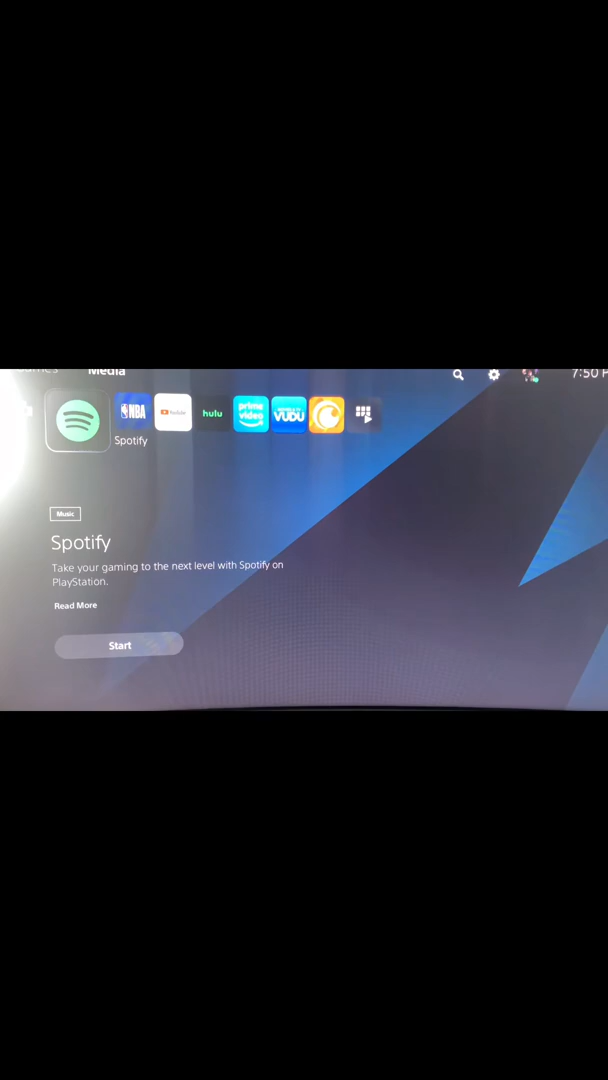 Games Media 7:50 P
NBA YouTube hulu prime video VUDU
Spotify
Music
Spotify
Take your gaming to the next level with Spotify on
PlayStation.
Read More
Start